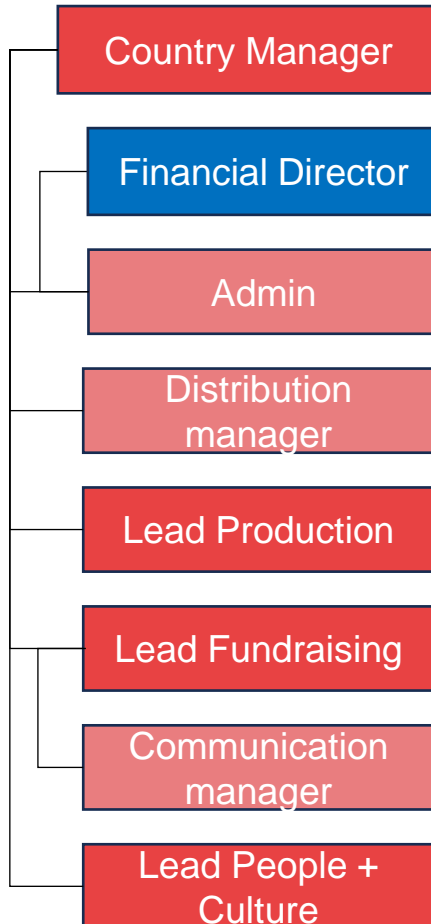 Country Manager
Financial Director
Admin
Distribution
manager
Lead Production
Lead Fundraising
Communication
manager
Lead People +
Culture